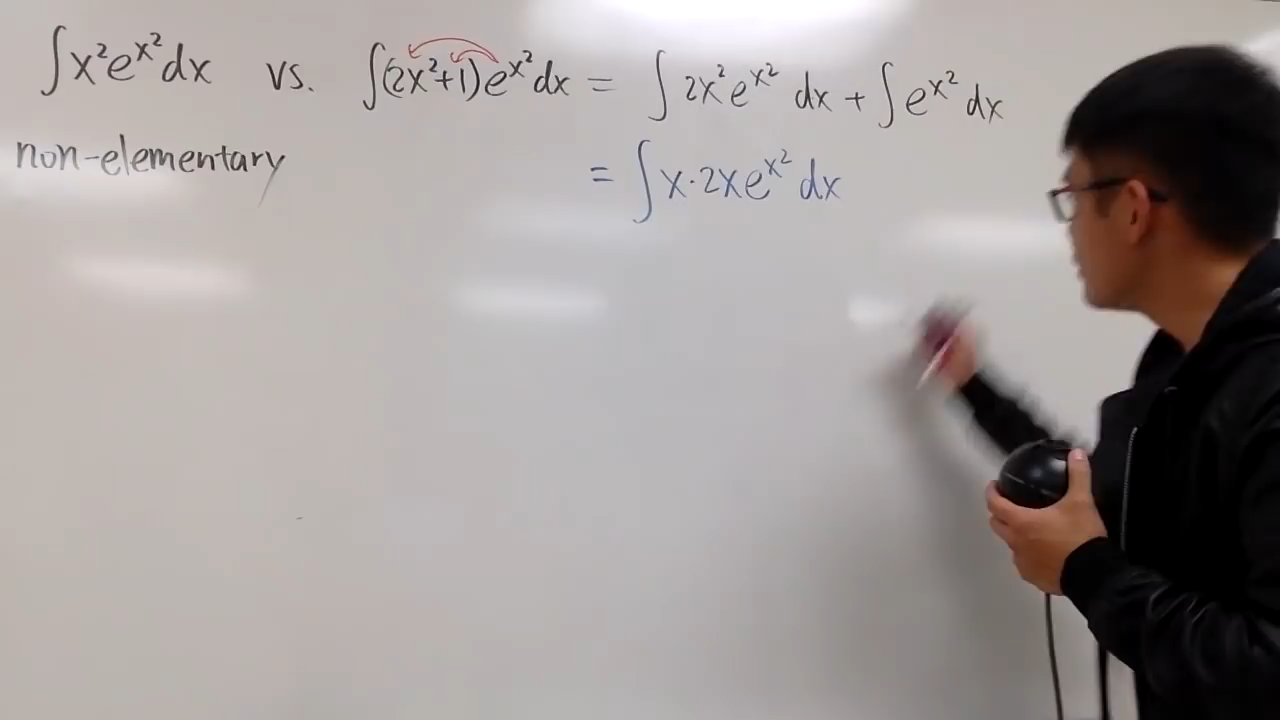 ∫x²e^{x²}dx vs. ∫(2x²+1)e^{x²}dx = ∫2x²e^{x²} dx + ∫e^{x²}dx
non-elementary = ∫x·2xe^{x²} dx